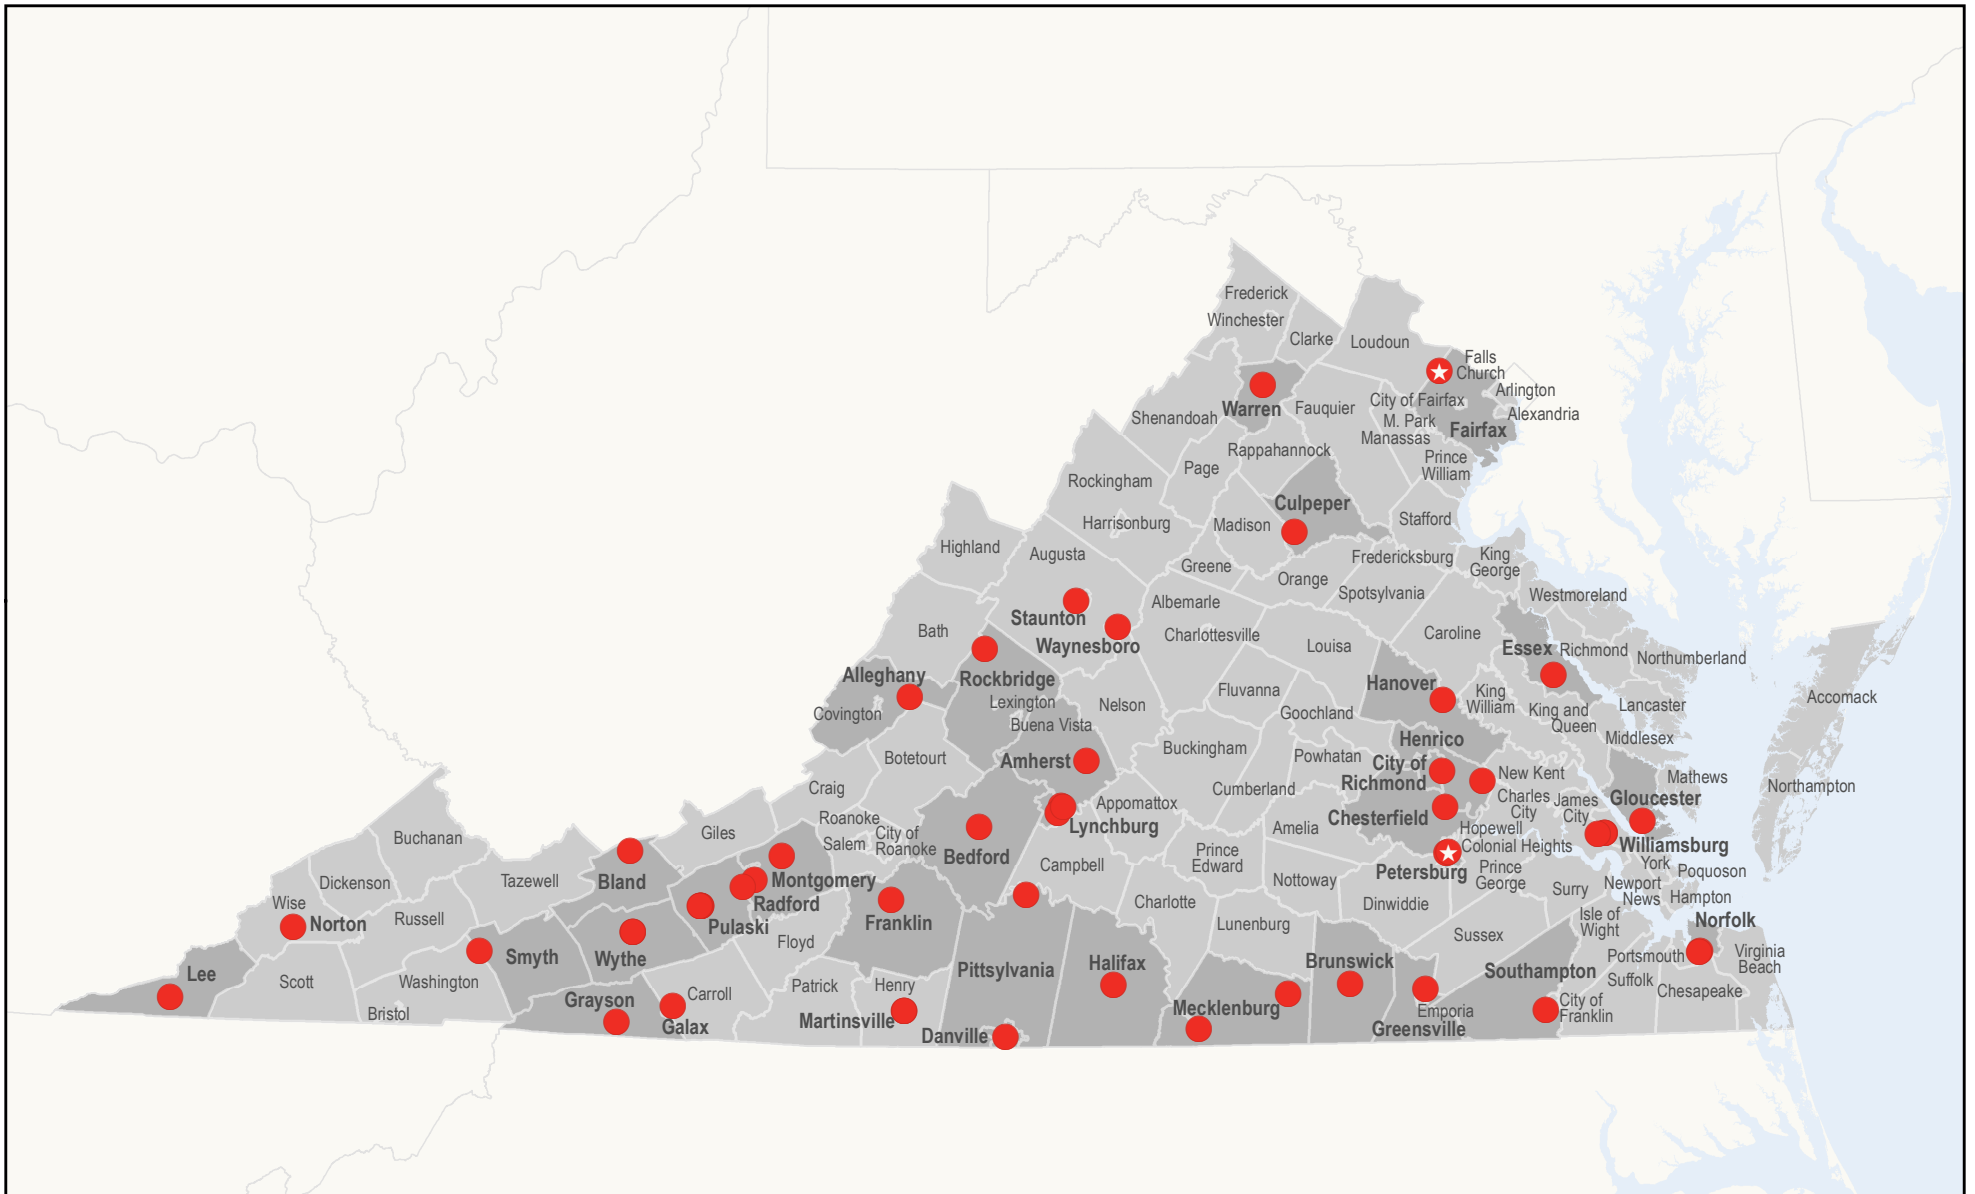 Frederick
Winchester
Clarke
Loudoun
Falls
Church
Arlington
City of Fairfax
Alexandria
M. Park
Manassas
Fairfax
Warren
Fauquier
Shenandoah
Rappahannock
Prince
William
Page
Rockingham
Culpeper
Harrisonburg
Madison
Stafford
Highland
Augusta
Fredericksburg
King
George
Greene
Orange
Spotsylvania
Westmoreland
Albemarle
Staunton
Bath
Charlottesville
Waynesboro
Louisa
Caroline
Essex
Richmond
Northumberland
Alleghany
Rockbridge
Hanover
Lexington
Nelson
Fluvanna
King
William
Covington
Goochland
King and
Queen
Lancaster
Accomack
Buena Vista
Middlesex
Henrico
Buckingham
Powhatan
Botetourt
Amherst
City of
Richmond
New Kent
Mathews
Northampton
Craig
Cumberland
Charles
City
James
City
Gloucester
Roanoke
Appomattox
Chesterfield
Lynchburg
Amelia
Hopewell
Colonial Heights
Buchanan
Giles
Salem
City of
Roanoke
Williamsburg
Bedford
Campbell
Prince
Edward
Petersburg
Prince
George
York
Poquoson
Dickenson
Tazewell
Bland
Montgomery
Nottoway
Surry
Newport
News
Hampton
Wise
Radford
Charlotte
Dinwiddie
Norton
Russell
Pulaski
Franklin
Lunenburg
Isle of
Wight
Norfolk
Floyd
Sussex
Smyth
Wythe
Portsmouth
Virginia
Beach
Lee
Scott
Washington
Pittsylvania
Halifax
Brunswick
Southampton
Suffolk
Chesapeake
Grayson
Carroll
Patrick
Henry
Mecklenburg
Emporia
City of
Franklin
Bristol
Galax
Martinsville
Danville
Greensville